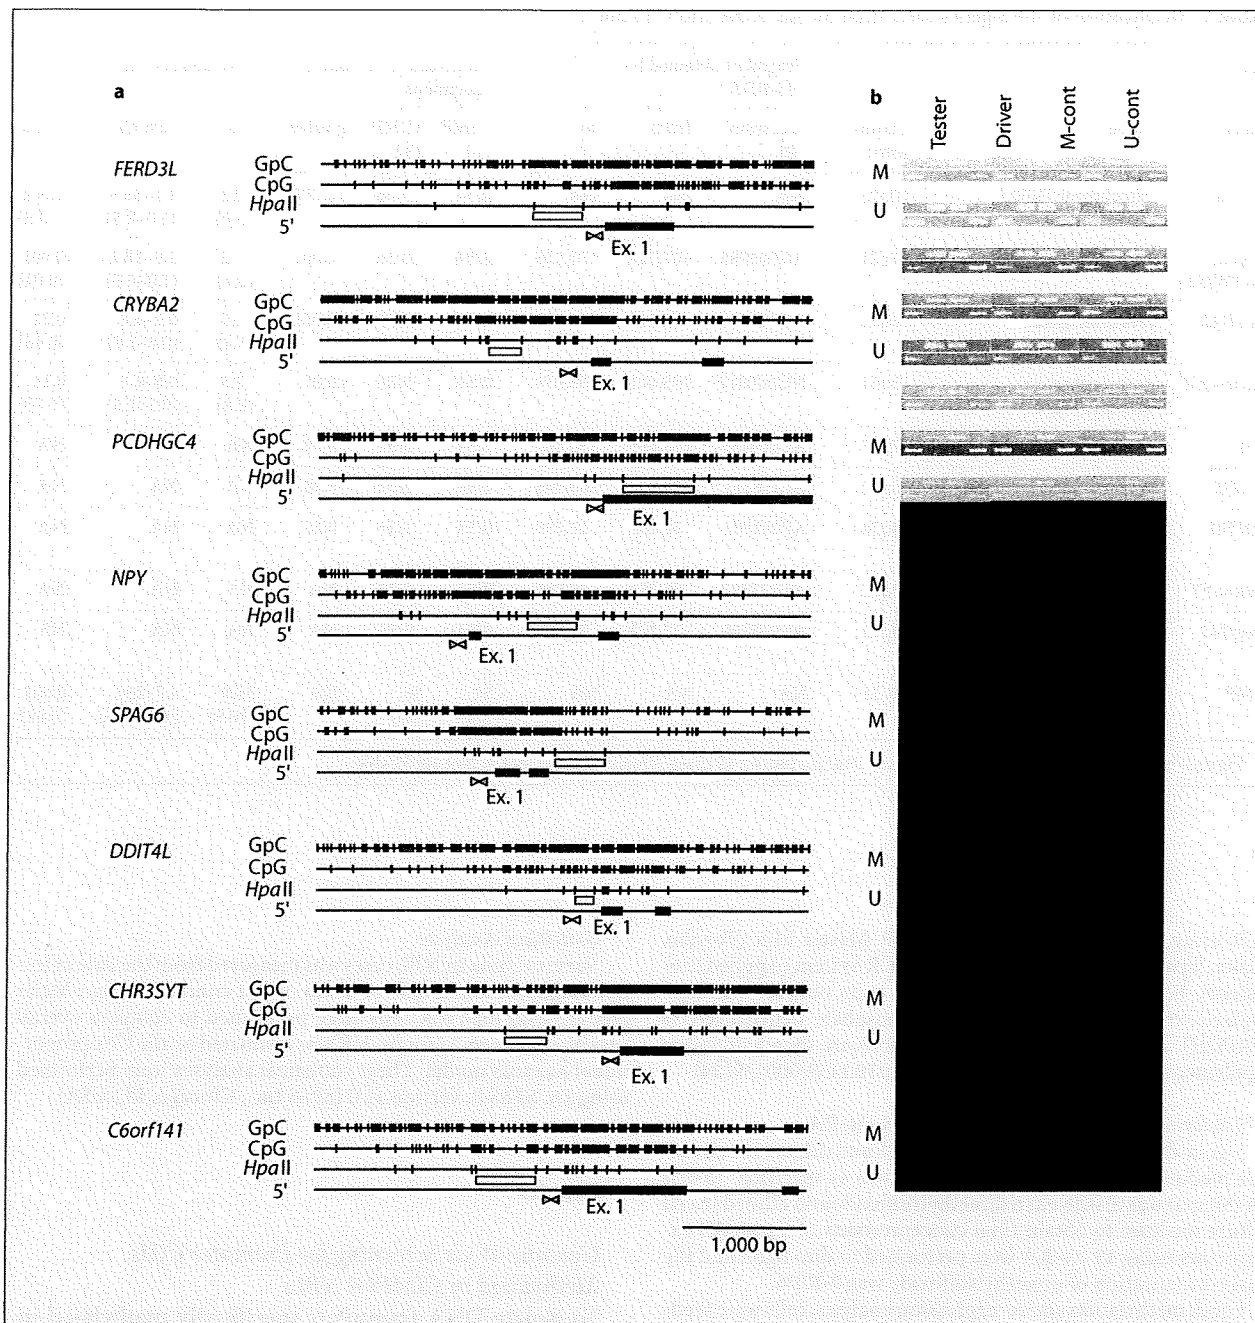 a
b
Tester
Driver
M-cont
U-cont
FERD3L
GpC
CpG
HpaII
5'
Ex. 1
M
U
CRYBA2
GpC
CpG
HpaII
5'
Ex. 1
M
U
PCDHGC4
GpC
CpG
HpaII
5'
Ex. 1
M
U
NPY
GpC
CpG
HpaII
5'
Ex. 1
M
U
SPAG6
GpC
CpG
HpaII
5'
Ex. 1
M
U
DDIT4L
GpC
CpG
HpaII
5'
Ex. 1
M
U
CHR3SYT
GpC
CpG
HpaII
5'
Ex. 1
M
U
C6orf141
GpC
CpG
HpaII
5'
Ex. 1
M
U
1,000 bp